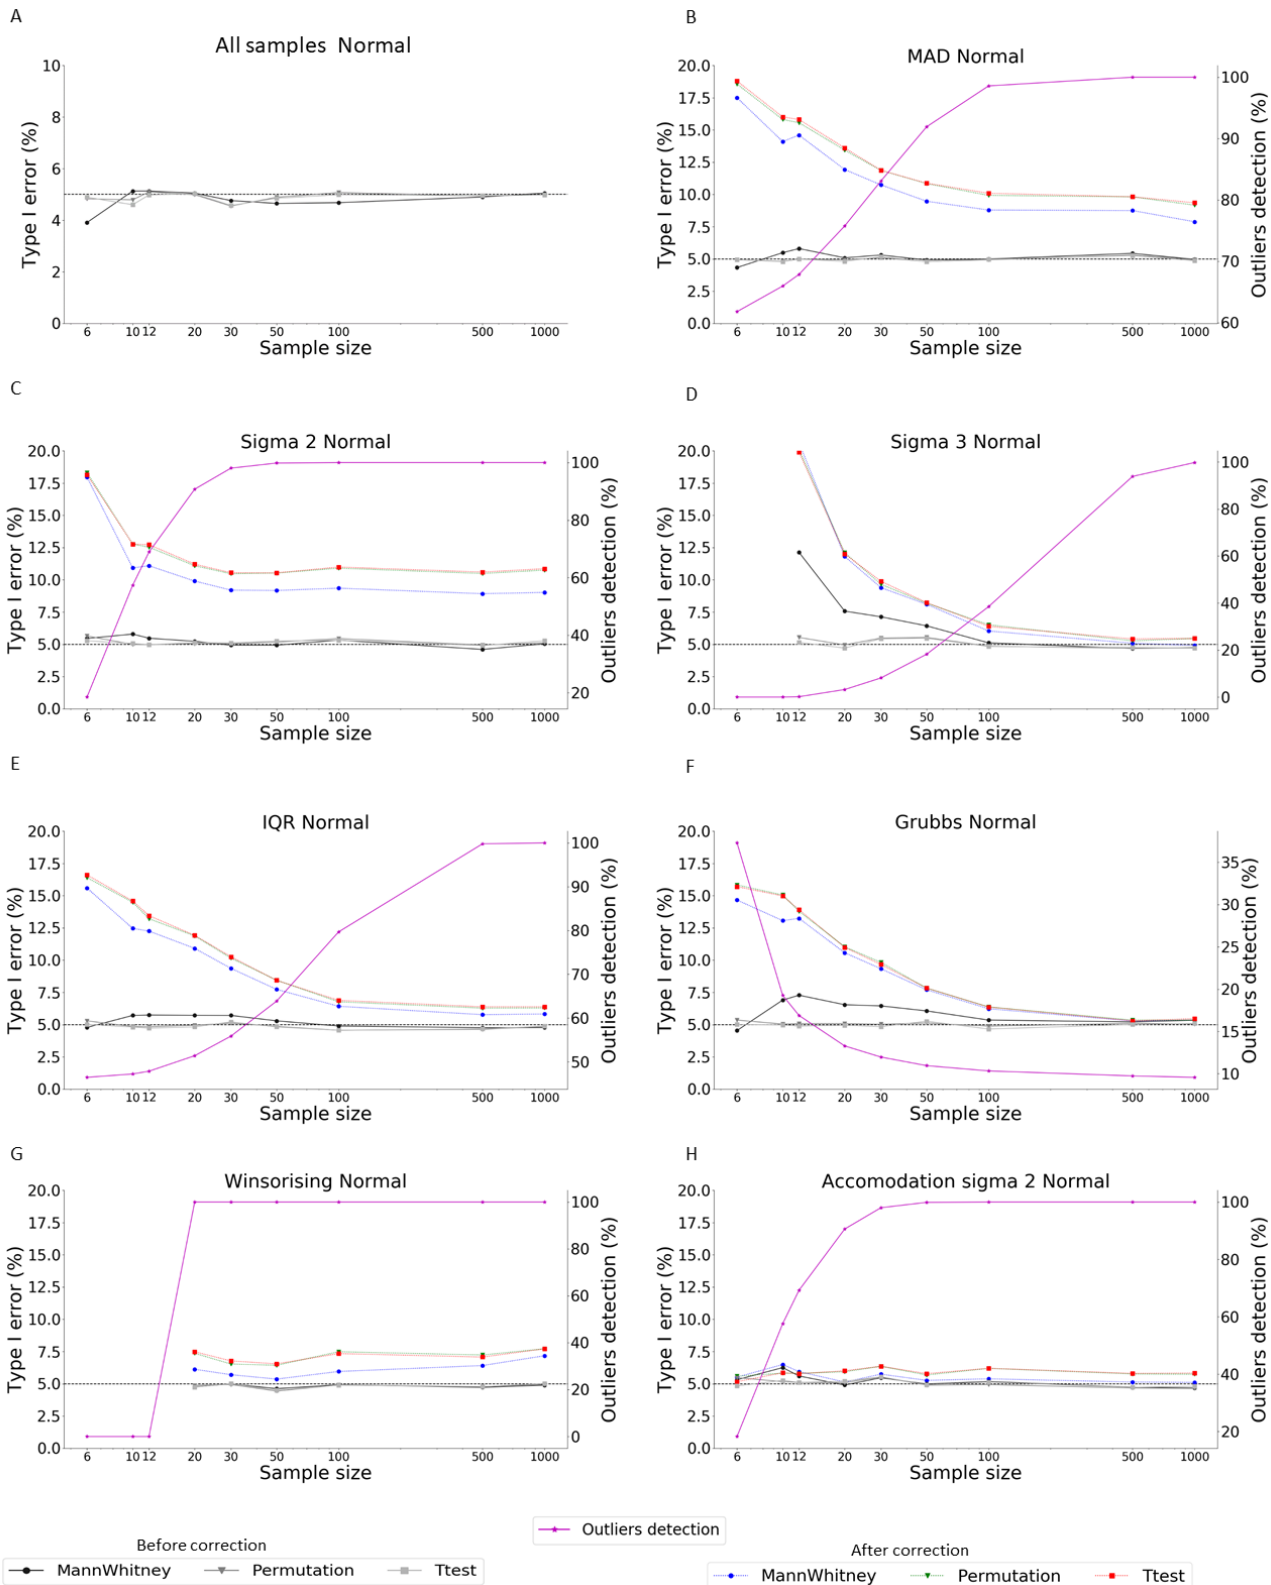 A
All samples Normal
10
8
6
4
2
0
Type I error (%)
6 10 12 20 30 50 100 500 1000
Sample size
B
MAD Normal
20.0
17.5
15.0
12.5
10.0
7.5
5.0
2.5
0.0
Type I error (%)
100
90
80
70
60
Outliers detection (%)
6 10 12 20 30 50 100 500 1000
Sample size
C
Sigma 2 Normal
20.0
17.5
15.0
12.5
10.0
7.5
5.0
2.5
0.0
Type I error (%)
100
80
60
40
20
Outliers detection (%)
6 10 12 20 30 50 100 500 1000
Sample size
D
Sigma 3 Normal
20.0
17.5
15.0
12.5
10.0
7.5
5.0
2.5
0.0
Type I error (%)
100
80
60
40
20
0
Outliers detection (%)
6 10 12 20 30 50 100 500 1000
Sample size
E
IQR Normal
20.0
17.5
15.0
12.5
10.0
7.5
5.0
2.5
0.0
Type I error (%)
100
90
80
70
60
50
Outliers detection (%)
6 10 12 20 30 50 100 500 1000
Sample size
F
Grubbs Normal
20.0
17.5
15.0
12.5
10.0
7.5
5.0
2.5
0.0
Type I error (%)
35
30
25
20
15
10
Outliers detection (%)
6 10 12 20 30 50 100 500 1000
Sample size
G
Winsorising Normal
20.0
17.5
15.0
12.5
10.0
7.5
5.0
2.5
0.0
Type I error (%)
100
80
60
40
20
0
Outliers detection (%)
6 10 12 20 30 50 100 500 1000
Sample size
H
Accomodation sigma 2 Normal
20.0
17.5
15.0
12.5
10.0
7.5
5.0
2.5
0.0
Type I error (%)
100
80
60
40
20
Outliers detection (%)
6 10 12 20 30 50 100 500 1000
Sample size
Outliers detection
Before correction
MannWhitney Permutation Ttest
After correction
MannWhitney Permutation Ttest